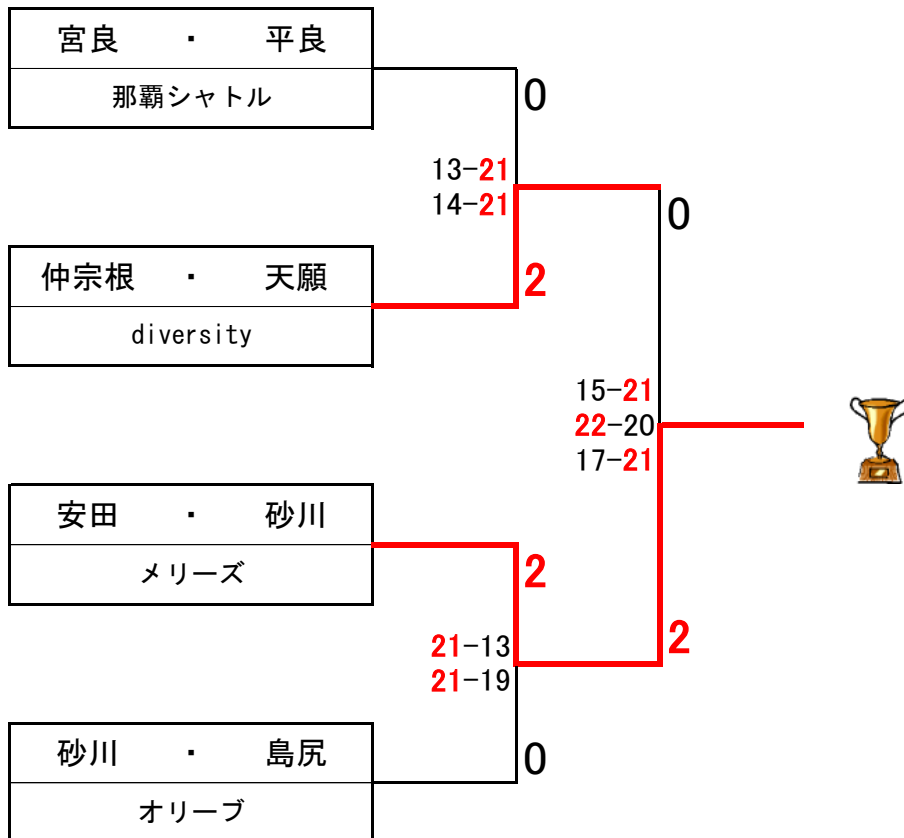 宮良 ・ 平良
那覇シャトル
0
13-21
14-21
0
仲宗根 ・ 天願
2
diversity
15-21
22-20
17-21
安田 ・ 砂川
2
メリーズ
21-13
2
21-19
砂川 ・ 島尻
0
オリーブ